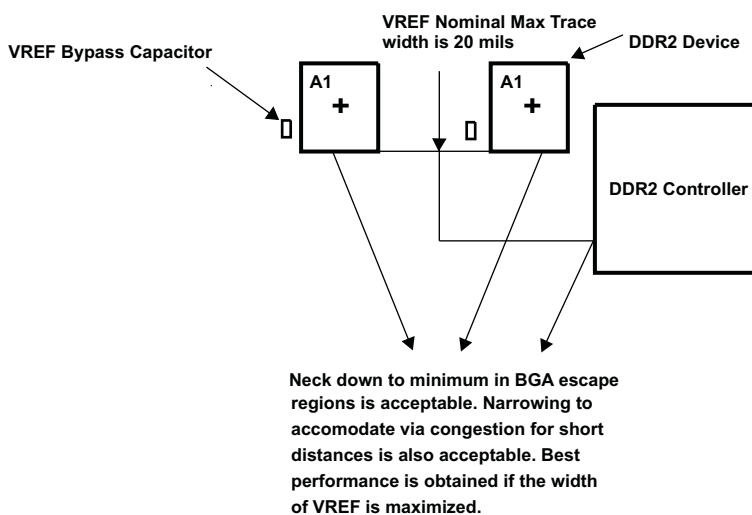 VREF Nominal Max Trace
width is 20 mils
VREF Bypass Capacitor
DDR2 Device
A1
A1
DDR2 Controller
Neck down to minimum in BGA escape
regions is acceptable. Narrowing to
accomodate via congestion for short
distances is also acceptable. Best
performance is obtained if the width
of VREF is maximized.